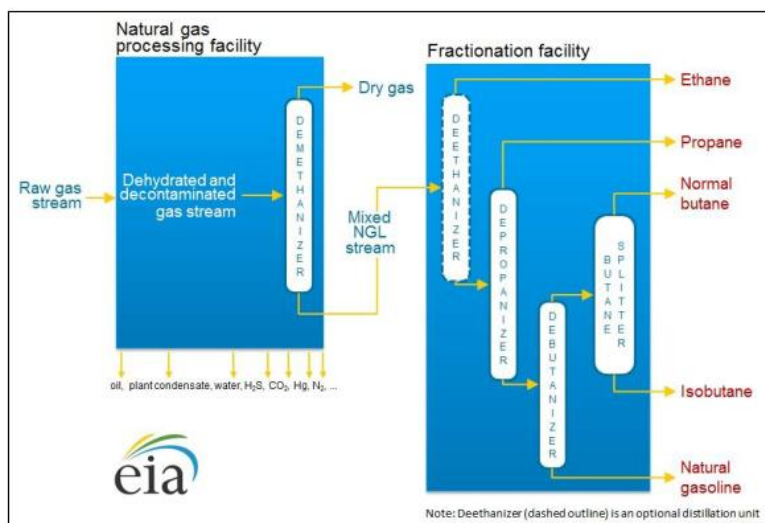 Natural gas
processing facility
Fractionation facility
Raw gas
stream
Dehydrated and
decontaminated
gas stream
DEMETHANIZER
Dry gas
Mixed
NGL
stream
DEETHANIZER
DEPROPANIZER
DEBUTANIZER
BUTANE
SPLITTER
Ethane
Propane
Normal
butane
Isobutane
Natural
gasoline
oil, plant condensate, water, H₂S, CO₂, Hg, N₂, ...
eia
Note: Deethanizer (dashed outline) is an optional distillation unit